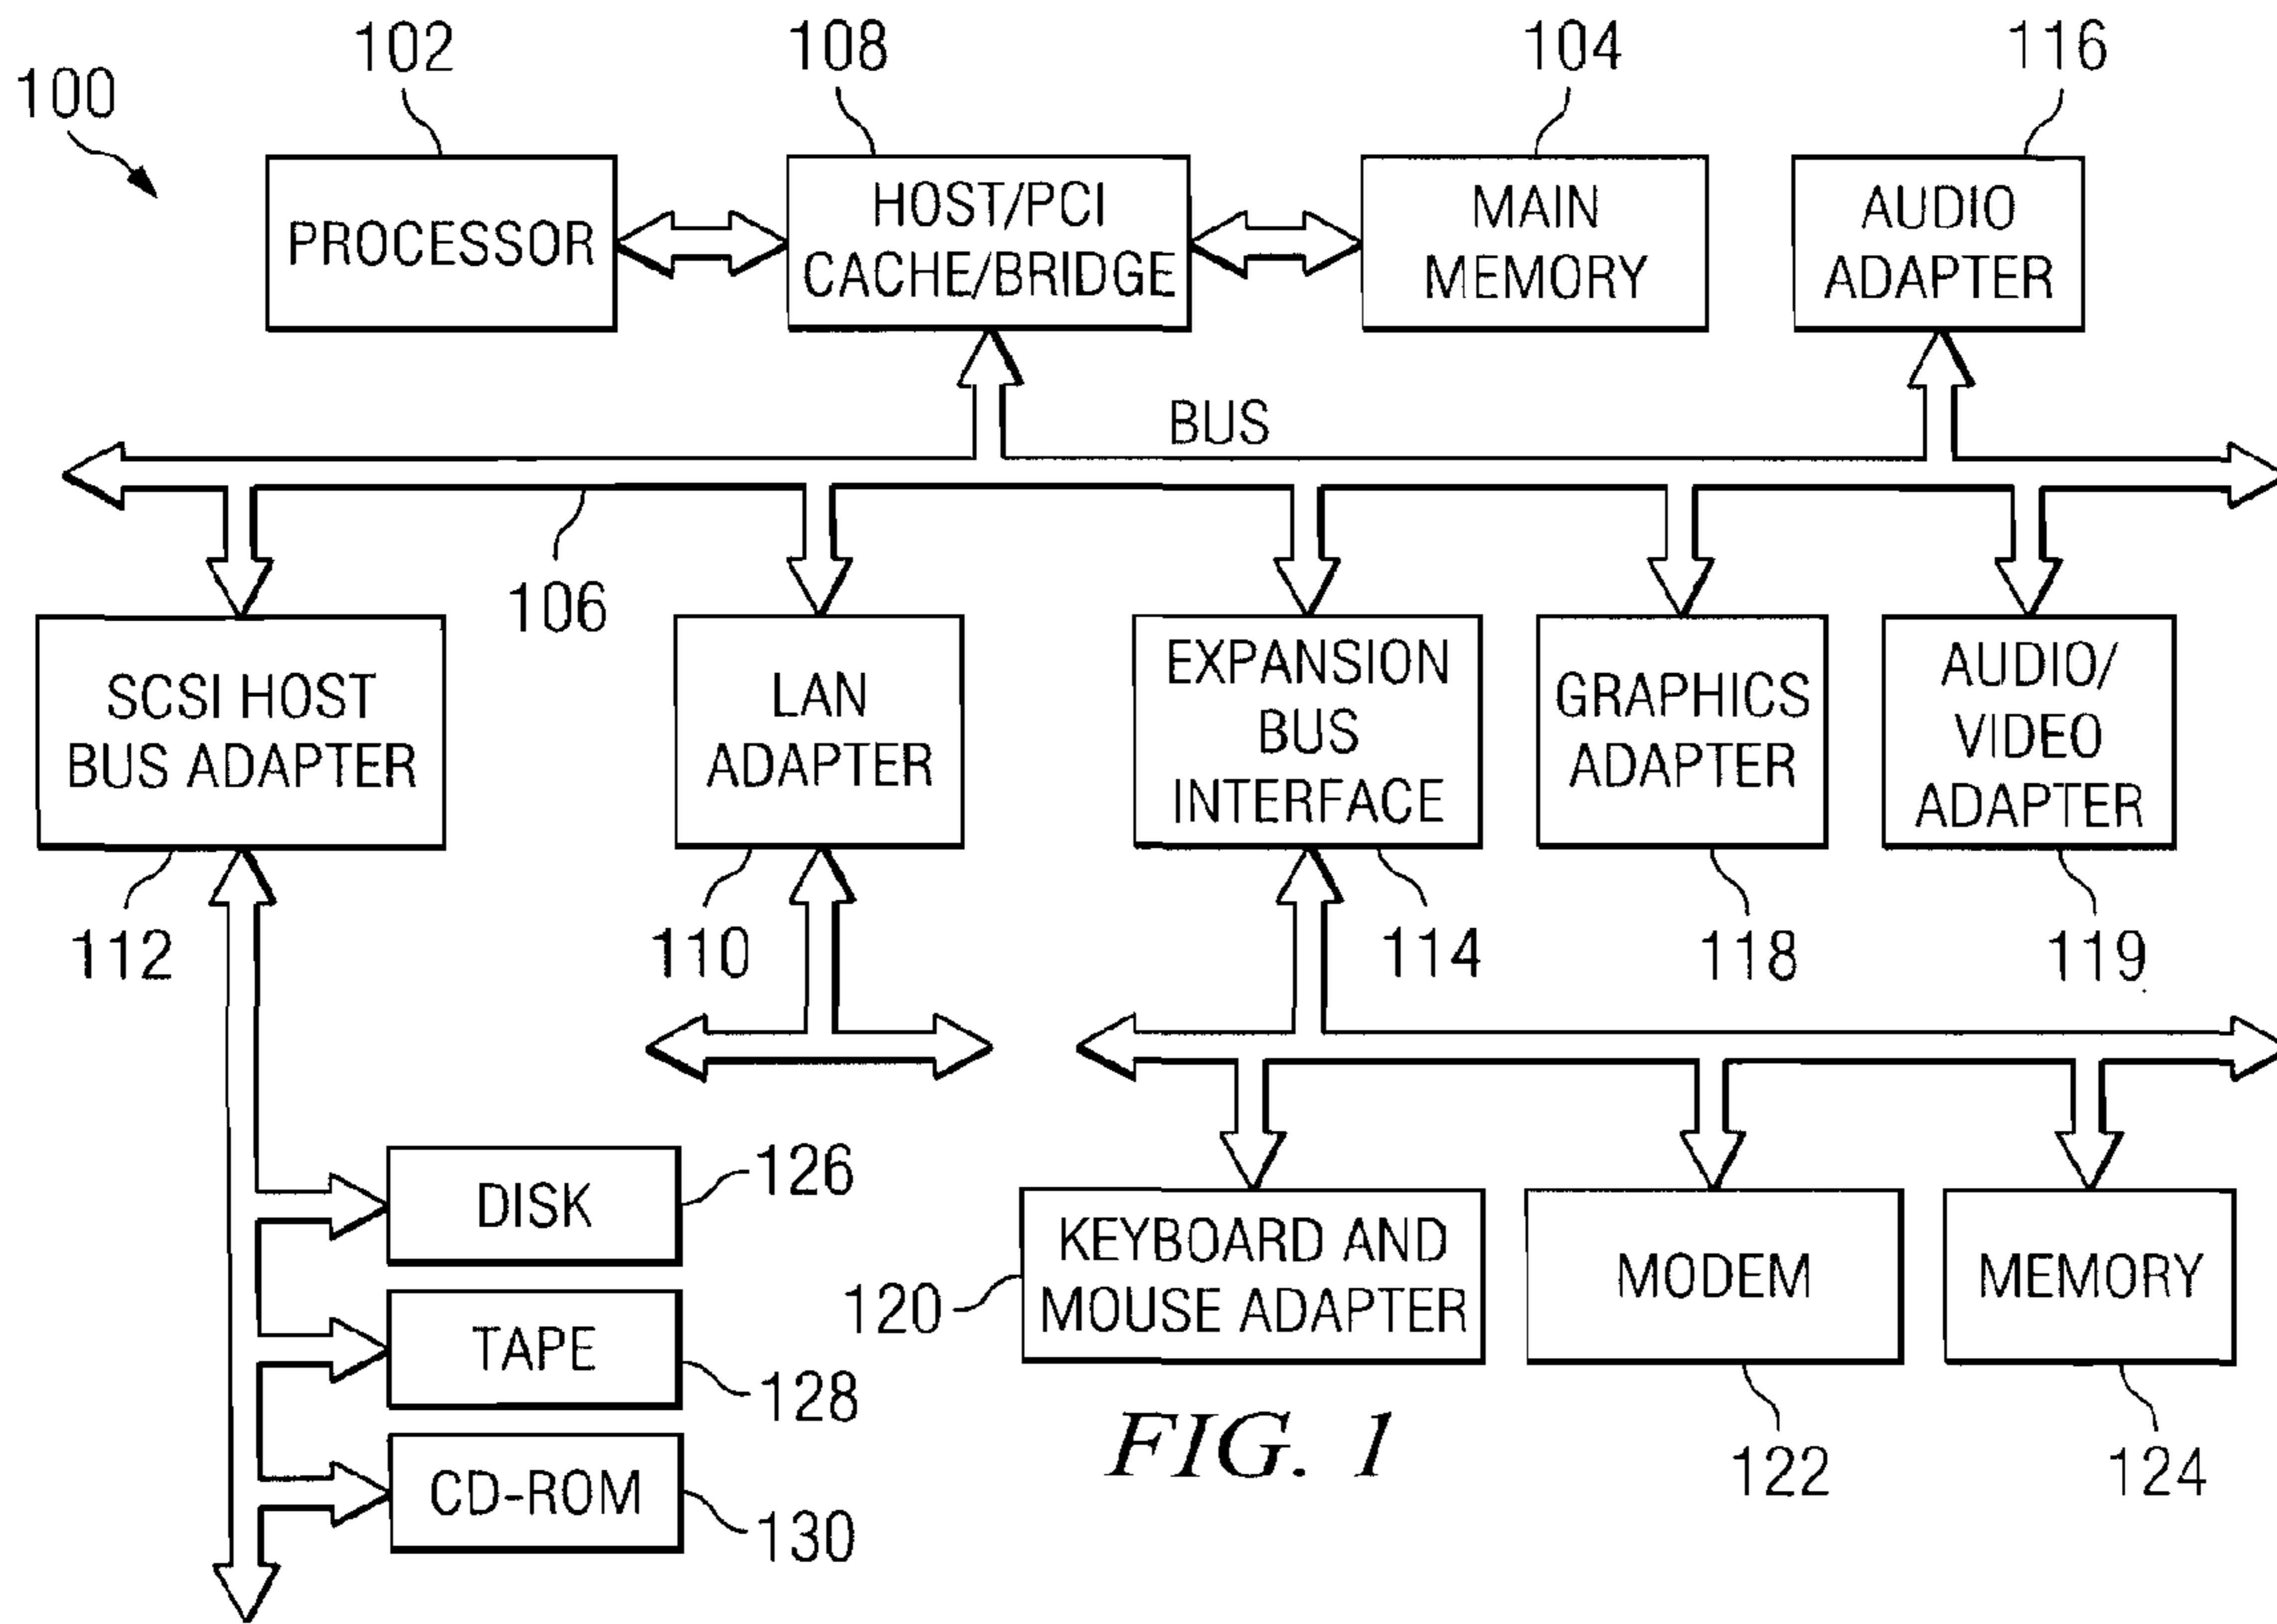 100
102
108
104
116
PROCESSOR
HOST/PCI
CACHE/BRIDGE
MAIN
MEMORY
AUDIO
ADAPTER
BUS
106
SCSI HOST
BUS ADAPTER
LAN
ADAPTER
EXPANSION
BUS
INTERFACE
GRAPHICS
ADAPTER
AUDIO/
VIDEO
ADAPTER
112
110
114
118
119
DISK
126
TAPE
128
CD-ROM
130
120
KEYBOARD AND
MOUSE ADAPTER
MODEM
MEMORY
122
124
FIG. 1